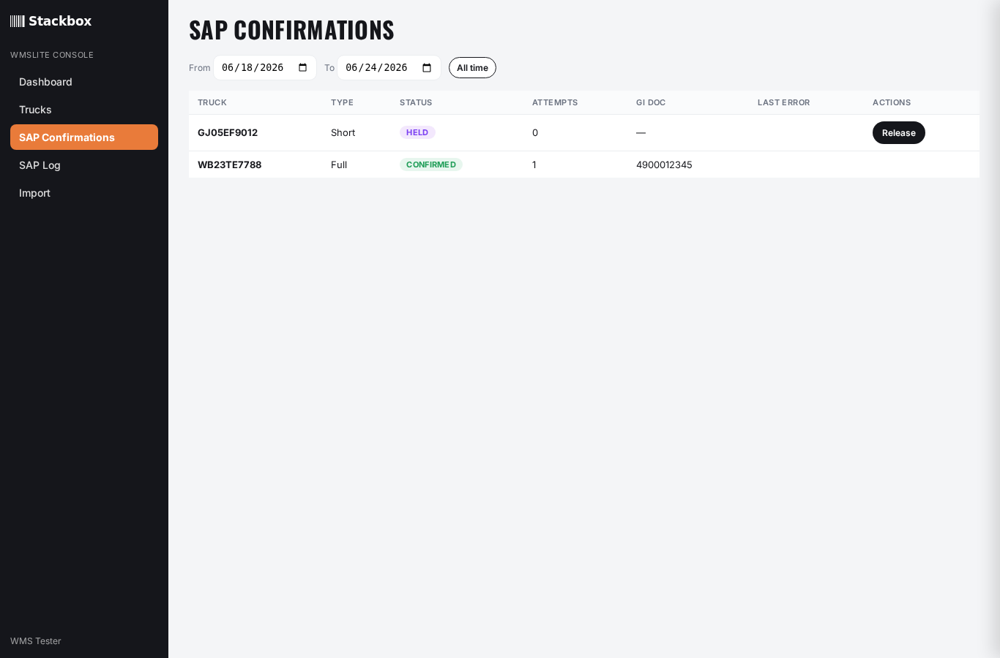 Stackbox
WMSLITE CONSOLE
Dashboard
Trucks
SAP Confirmations
SAP Log
Import
WMS Tester
SAP CONFIRMATIONS
From 06/18/2026 To 06/24/2026 All time
TRUCK TYPE STATUS ATTEMPTS GI DOC LAST ERROR ACTIONS
GJ05EF9012 Short HELD 0 — Release
WB23TE7788 Full CONFIRMED 1 4900012345